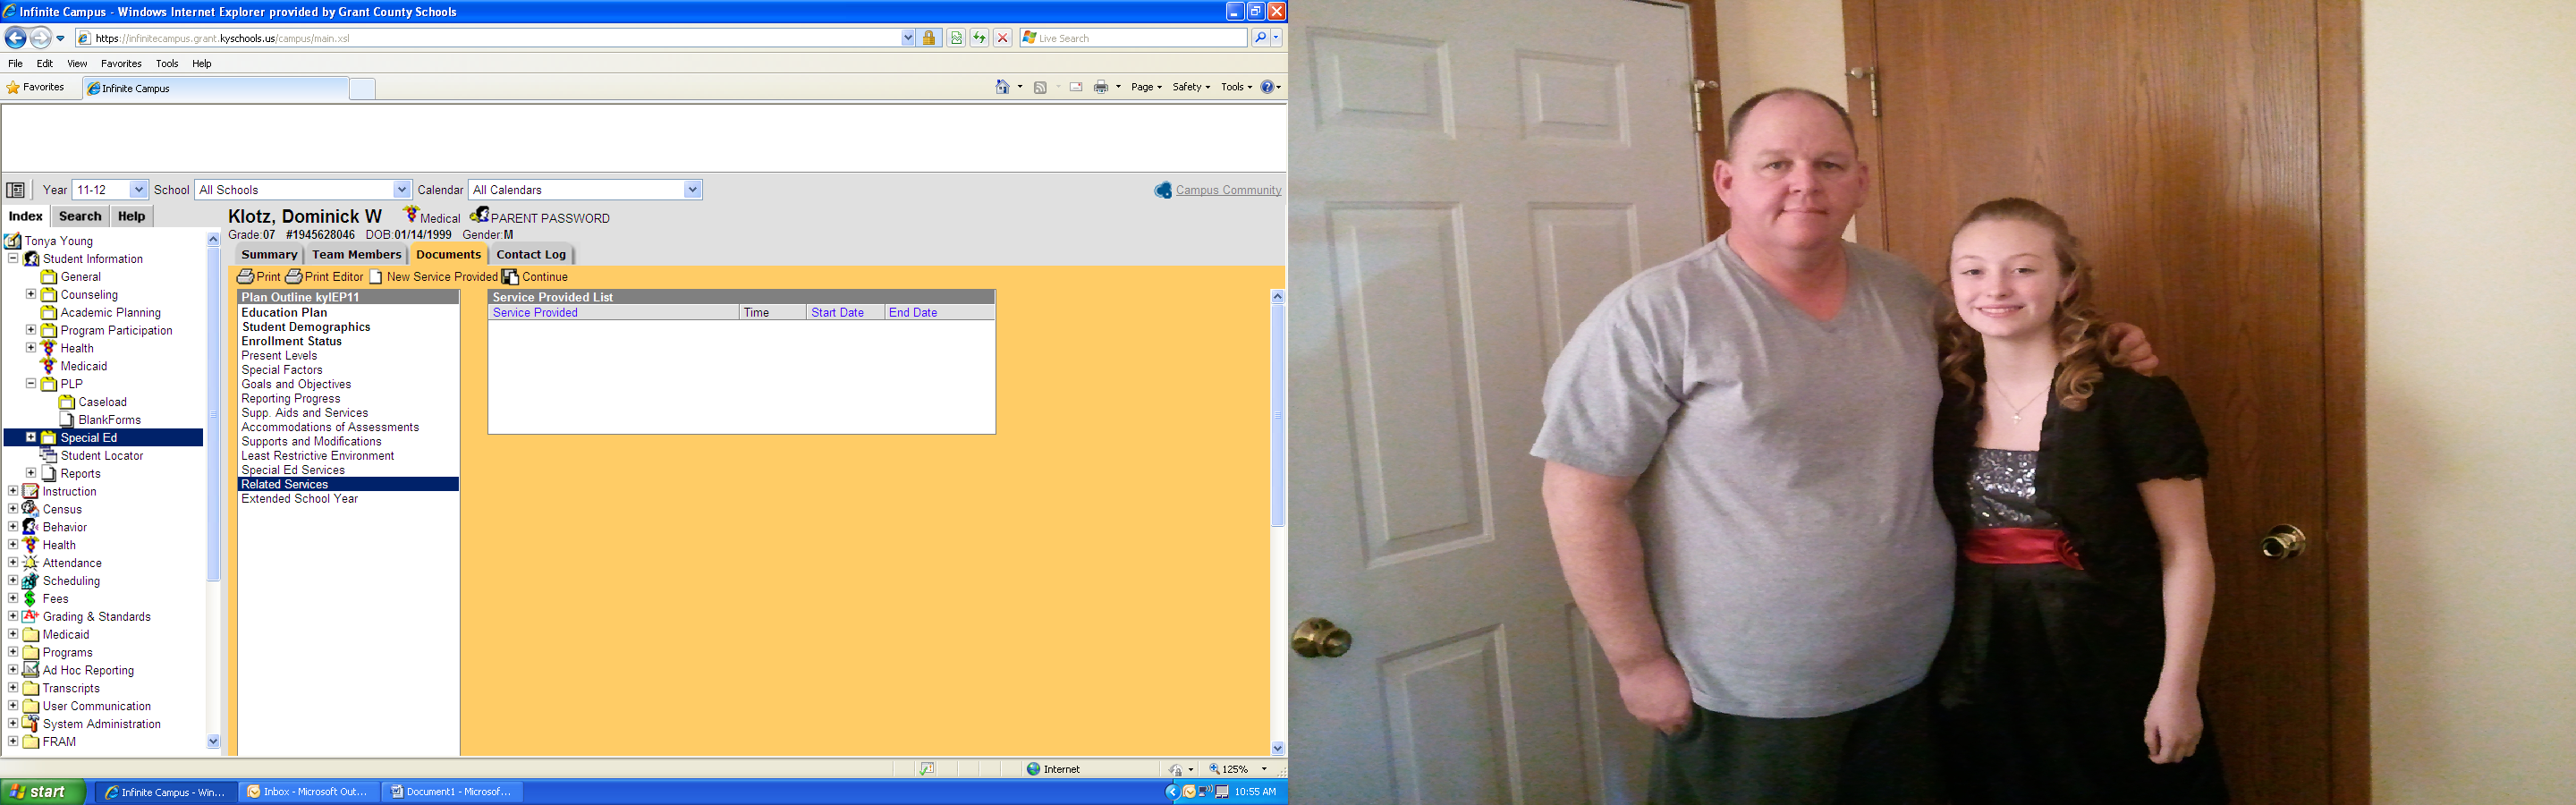 Infinite Campus - Windows Internet Explorer provided by Grant County Schools
https://infinitecampus.grant.kyschools.us/campus/main.xsl
Live Search
File Edit View Favorites Tools Help
Favorites Infinite Campus
Page Safety Tools
Year 11-12 School All Schools Calendar All Calendars Campus Community
Index Search Help
Klotz, Dominick W Medical PARENT PASSWORD
Grade:07 #1945628046 DOB:01/14/1999 Gender:M
Summary Team Members Documents Contact Log
Print Print Editor New Service Provided Continue
Tonya Young
Student Information
General
Counseling
Academic Planning
Program Participation
Health
Medicaid
PLP
Caseload
BlankForms
Special Ed
Student Locator
Reports
Instruction
Census
Behavior
Health
Attendance
Scheduling
Fees
Grading & Standards
Medicaid
Programs
Ad Hoc Reporting
Transcripts
User Communication
System Administration
FRAM
Plan Outline kyIEP11
Education Plan
Student Demographics
Enrollment Status
Present Levels
Special Factors
Goals and Objectives
Reporting Progress
Supp. Aids and Services
Accommodations of Assessments
Supports and Modifications
Least Restrictive Environment
Special Ed Services
Related Services
Extended School Year
Service Provided List
Service Provided Time Start Date End Date
Internet 125%
start Infinite Campus - Win... Inbox - Microsoft Out... Document1 - Microsof... 10:55 AM